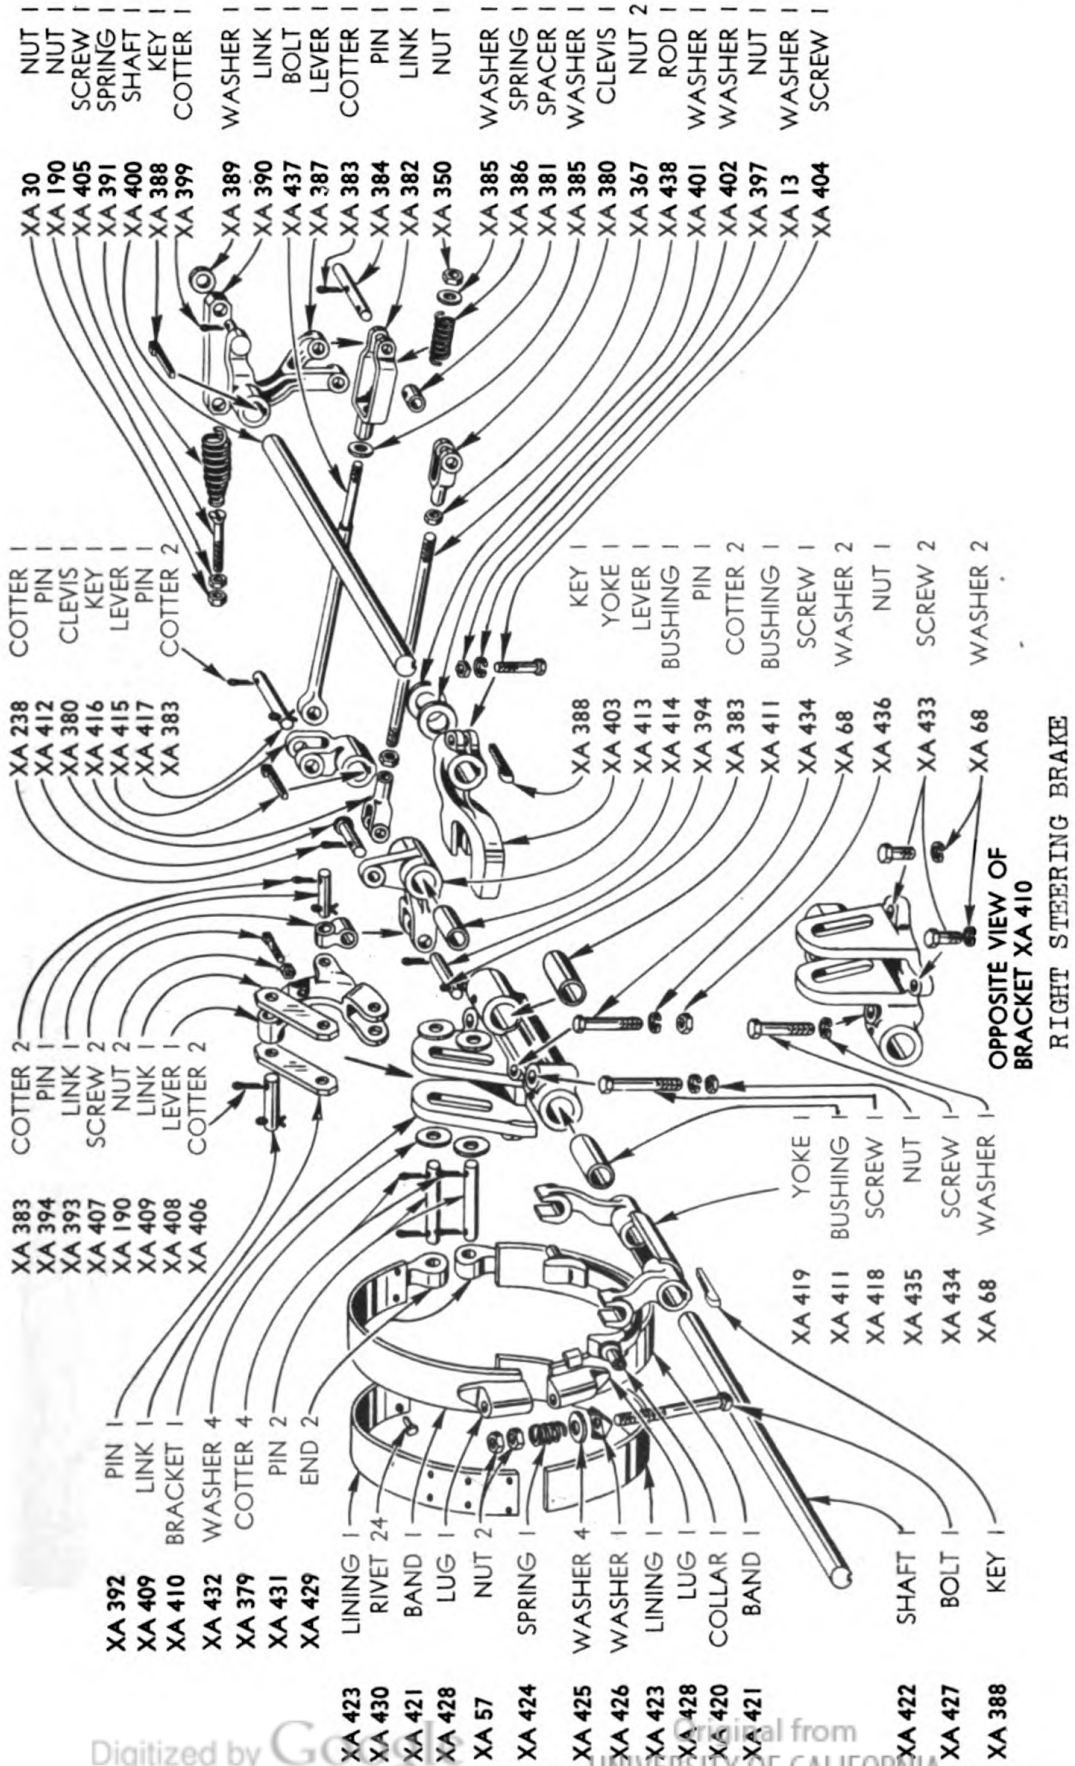 XA 392 PIN 1
XA 409 LINK 1
XA 410 BRACKET 1
XA 432 WASHER 4
XA 379 COTTER 4
XA 431 PIN 2
XA 429 END 2
XA 423 LINING 1
XA 430 RIVET 24
XA 421 BAND 1
XA 428 LUG 1
XA 57 NUT 2
XA 424 SPRING 1
XA 425 WASHER 4
XA 426 WASHER 1
XA 423 LINING 1
XA 428 LUG 1
XA 420 COLLAR 1
XA 421 BAND 1
XA 422 SHAFT 1
XA 427 BOLT 1
XA 388 KEY 1
XA 383 COTTER 2
XA 394 PIN 1
XA 393 LINK 1
XA 407 SCREW 2
XA 190 NUT 2
XA 409 LINK 1
XA 408 LEVER 1
XA 406 COTTER 2
XA 419 YOKE 1
XA 411 BUSHING 1
XA 418 SCREW 1
XA 435 NUT 1
XA 434 SCREW 1
XA 68 WASHER 1
XA 238 COTTER 1
XA 412 PIN 1
XA 380 CLEVIS 1
XA 416 KEY 1
XA 415 LEVER 1
XA 417 PIN 1
XA 383 COTTER 2
XA 388 KEY 1
XA 403 YOKE 1
XA 413 LEVER 1
XA 414 BUSHING 1
XA 394 PIN 1
XA 383 COTTER 2
XA 411 BUSHING 1
XA 434 SCREW 1
XA 68 WASHER 2
XA 436 NUT 1
XA 433 SCREW 2
XA 68 WASHER 2
XA 30 NUT 1
XA 190 NUT 1
XA 405 SCREW 1
XA 391 SPRING 1
XA 400 SHAFT 1
XA 388 KEY 1
XA 399 COTTER 1
XA 389 WASHER 1
XA 390 LINK 1
XA 437 BOLT 1
XA 387 LEVER 1
XA 383 COTTER 1
XA 384 PIN 1
XA 382 LINK 1
XA 350 NUT 1
XA 385 WASHER 1
XA 386 SPRING 1
XA 381 SPACER 1
XA 385 WASHER 1
XA 380 CLEVIS 1
XA 367 NUT 2
XA 438 ROD 1
XA 401 WASHER 1
XA 402 WASHER 1
XA 397 NUT 1
XA 13 WASHER 1
XA 404 SCREW 1
OPPOSITE VIEW OF
BRACKET XA 410
RIGHT STEERING BRAKE
Digitized by Google
Original from
UNIVERSITY OF CALIFORNIA